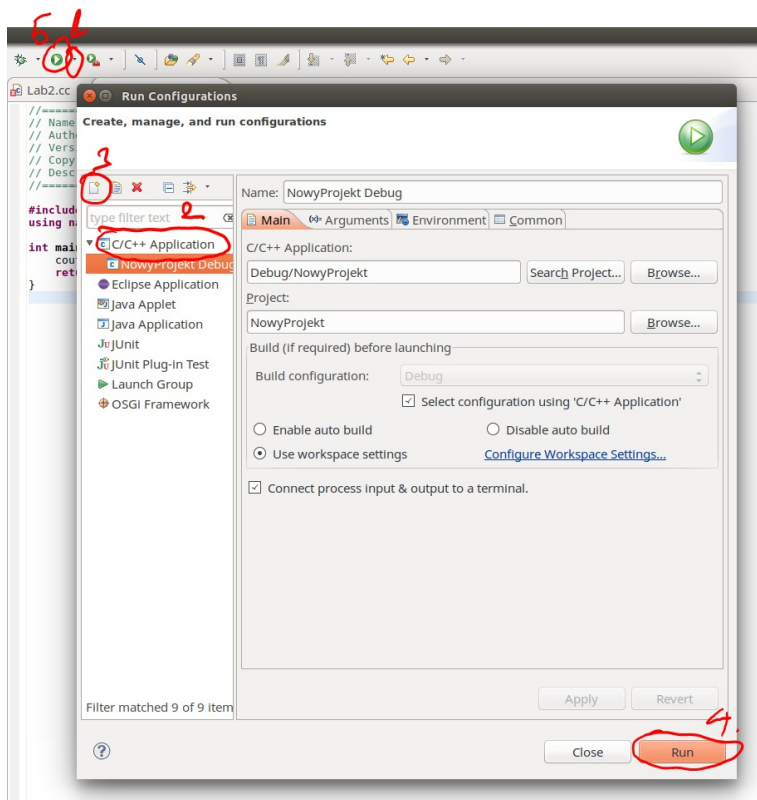 5 1
Lab2.cc
Run Configurations
//=====
// Name
// Auth
// Vers
// Copy
// Desc
//=====
#includ
using na
int mai
cou
ret
}
Create, manage, and run configurations
3
type filter text
2
C/C++ Application
NowyProjekt Debug
Eclipse Application
Java Applet
Java Application
Ju JUnit
JUnit Plug-in Test
Launch Group
OSGi Framework
Filter matched 9 of 9 item
Name: NowyProjekt Debug
Main (x)= Arguments Environment Common
C/C++ Application:
Debug/NowyProjekt Search Project... Browse...
Project:
NowyProjekt Browse...
Build (if required) before launching
Build configuration: Debug
Select configuration using 'C/C++ Application'
Enable auto build Disable auto build
Use workspace settings Configure Workspace Settings...
Connect process input & output to a terminal.
Apply Revert
4.
? Close Run